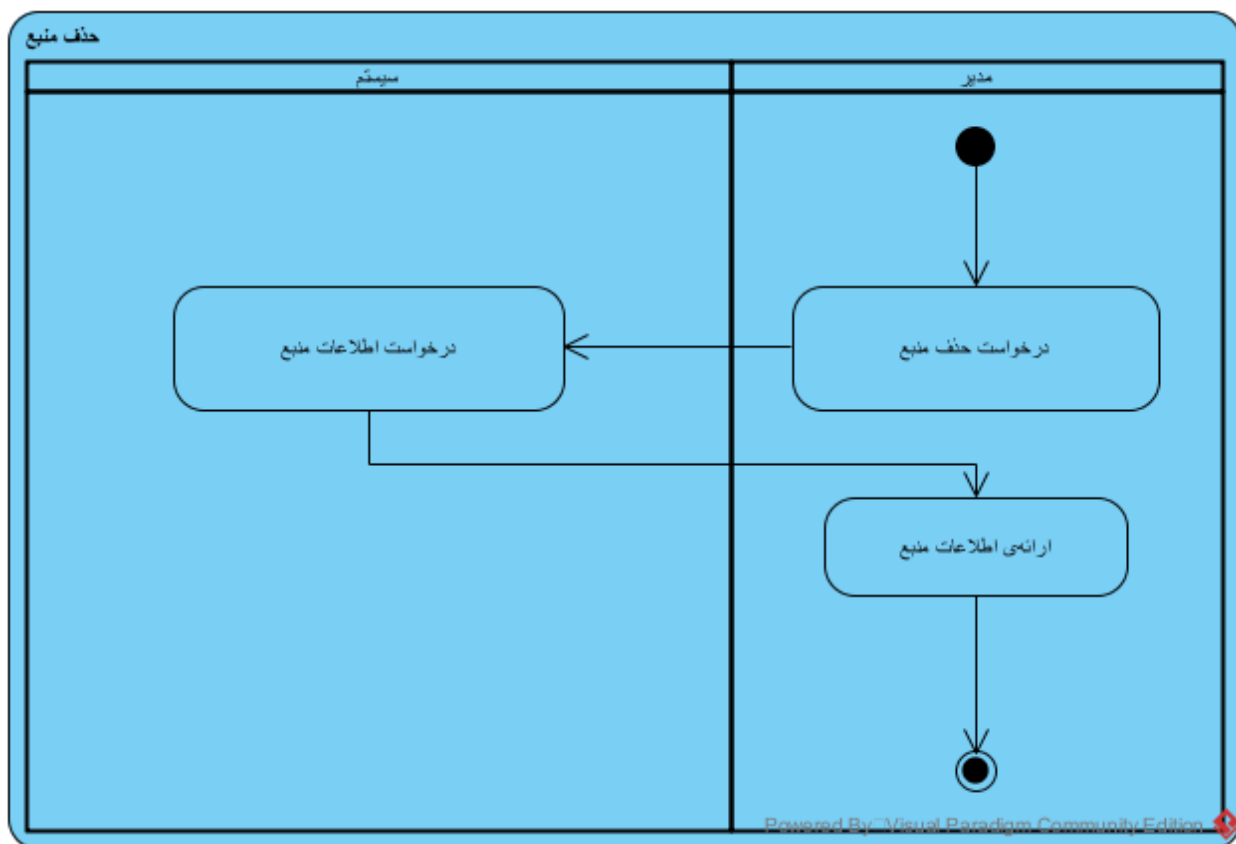 حذف منبع
مدیر
سیستم
درخواست حذف منبع
درخواست اطلاعات منبع
ارائه‌ی اطلاعات منبع
Powered By Visual Paradigm Community Edition